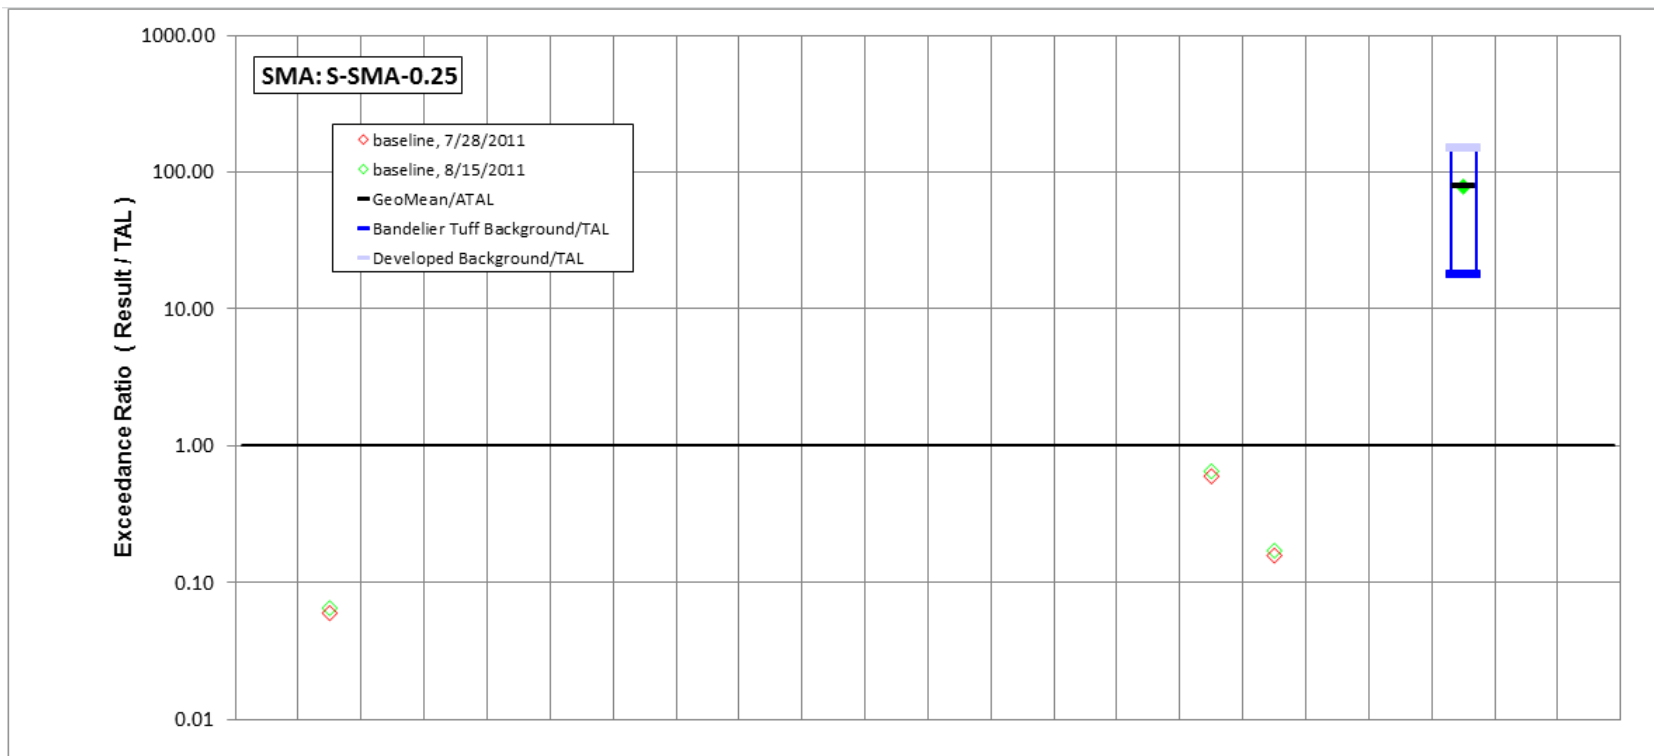 1000.00
SMA: S-SMA-0.25
baseline, 7/28/2011
baseline, 8/15/2011
GeoMean/ATAL
Bandelier Tuff Background/TAL
Developed Background/TAL
100.00
10.00
1.00
0.10
0.01
Exceedance Ratio ( Result / TAL )